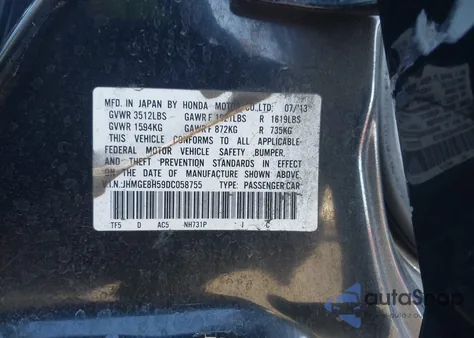 MFD. IN JAPAN BY HONDA MOTOR CO.,LTD. 07/13
GVWR 3512LBS GAWR F 1921LBS R 1619LBS
GVWR 1594KG GAWR F 872KG R 735KG
THIS VEHICLE CONFORMS TO ALL APPLICABLE
FEDERAL MOTOR VEHICLE SAFETY, BUMPER,
AND THEFT PREVENTION STANDARDS IN EFFECT
ON THE DATE OF MANUFACTURE SHOWN ABOVE.
V.I.N.: JHMGE8H59DC058755 TYPE: PASSENGER CAR
TF5 D AC5 NH731P - J C
autoShop